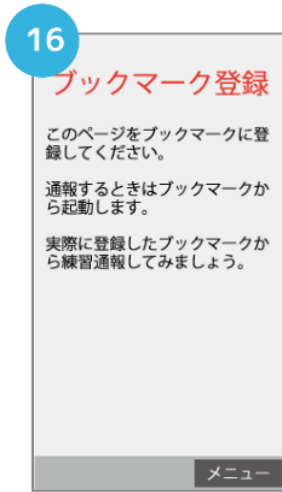 16
ブックマーク登録
このページをブックマークに登
録してください。
通報するときはブックマークか
ら起動します。
実際に登録したブックマークか
ら練習通報してみましょう。
メニュー